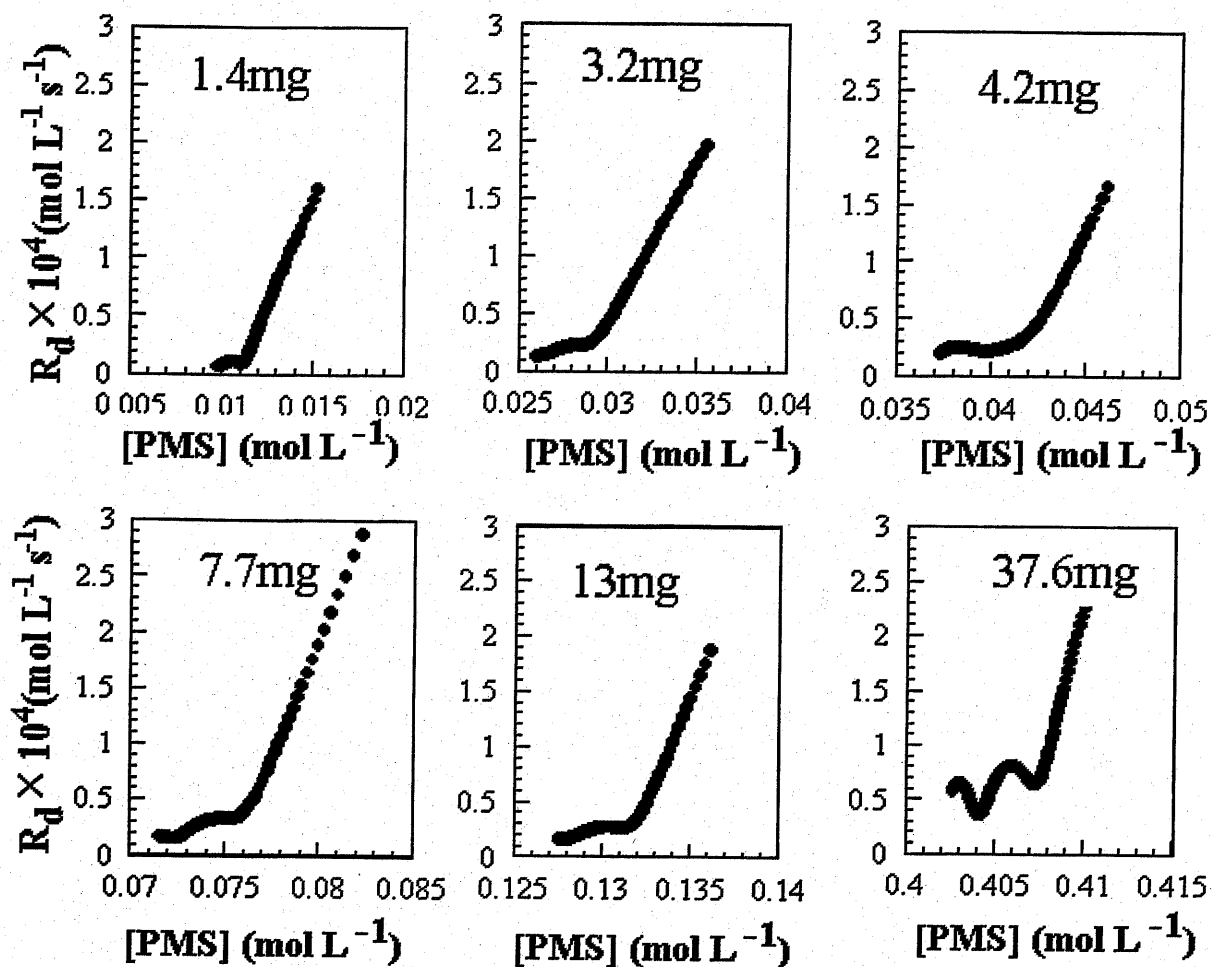 R_d × 10^4 (mol L^-1 s^-1)
3
2.5
2
1.5
1
0.5
0
1.4mg
0 005 0 01 0 015 0 02
[PMS] (mol L^-1)
3
2.5
2
1.5
1
0.5
0
3.2mg
0.025 0.03 0.035 0.04
[PMS] (mol L^-1)
3
2.5
2
1.5
1
0.5
0
4.2mg
0.035 0.04 0.045 0.05
[PMS] (mol L^-1)
R_d × 10^4 (mol L^-1 s^-1)
3
2.5
2
1.5
1
0.5
0
7.7mg
0.07 0.075 0.08 0.085
[PMS] (mol L^-1)
3
2.5
2
1.5
1
0.5
0
13mg
0.125 0.13 0.135 0.14
[PMS] (mol L^-1)
3
2.5
2
1.5
1
0.5
0
37.6mg
0.4 0.405 0.41 0.415
[PMS] (mol L^-1)